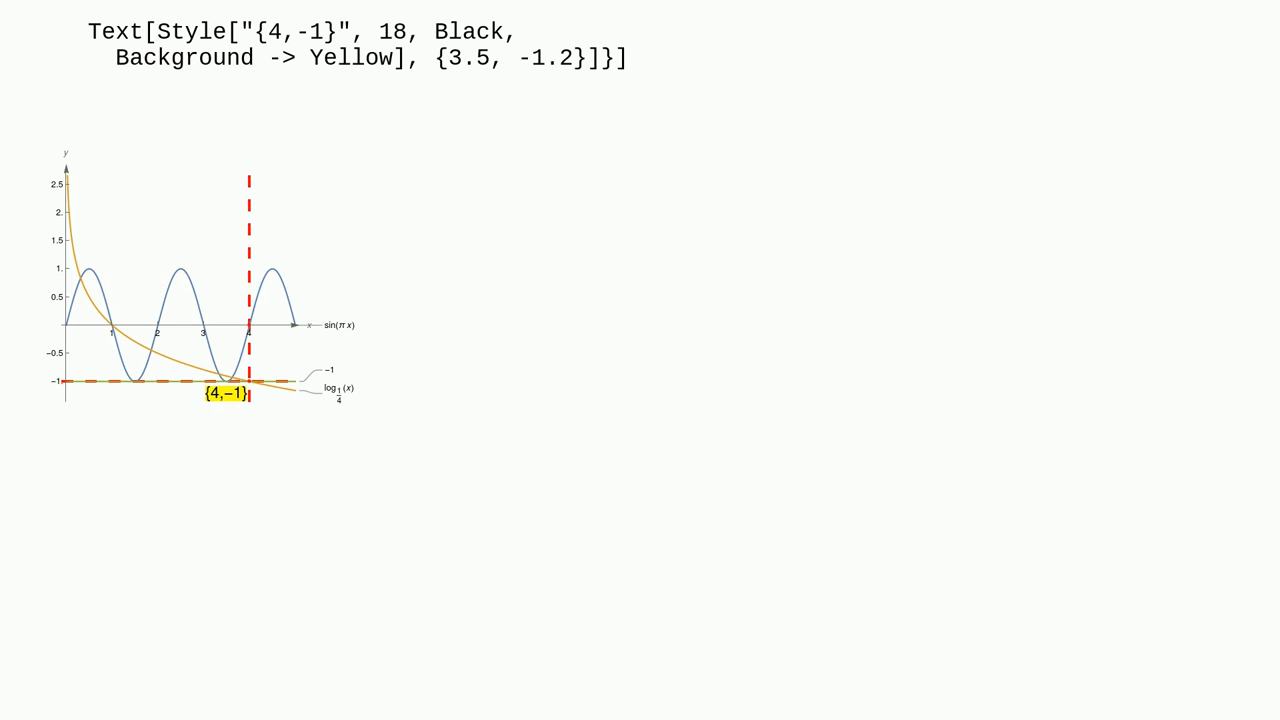 Text[Style["{4,-1}", 18, Black,
Background -> Yellow], {3.5, -1.2}]}]
y
2.5
2.
1.5
1.
0.5
1 2 3 4 x sin(π x)
−0.5
−1
−1.
{4,−1}
log1/4(x)